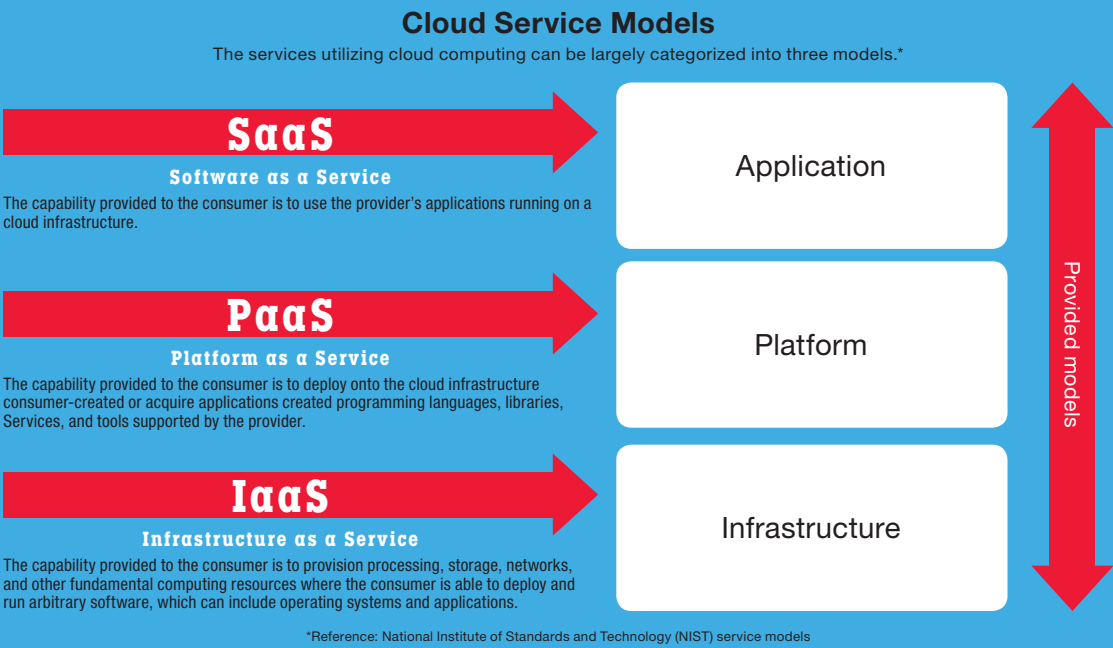 Cloud Service Models
The services utilizing cloud computing can be largely categorized into three models.*
SaaS
Software as a Service
The capability provided to the consumer is to use the provider's applications running on a
cloud infrastructure.
Application
PaaS
Platform as a Service
The capability provided to the consumer is to deploy onto the cloud infrastructure
consumer-created or acquire applications created programming languages, libraries,
Services, and tools supported by the provider.
Platform
IaaS
Infrastructure as a Service
The capability provided to the consumer is to provision processing, storage, networks,
and other fundamental computing resources where the consumer is able to deploy and
run arbitrary software, which can include operating systems and applications.
Infrastructure
Provided models
*Reference: National Institute of Standards and Technology (NIST) service models